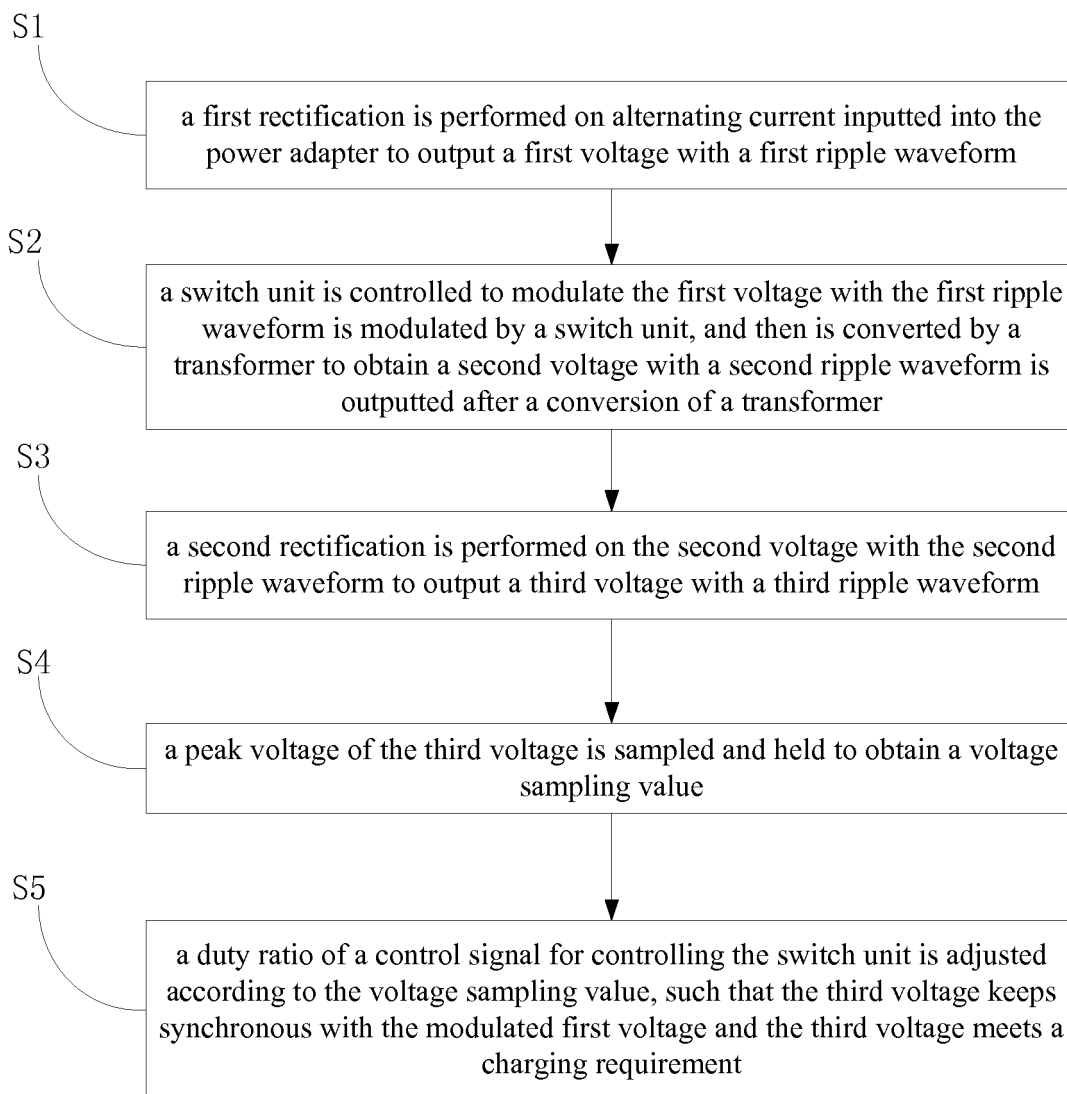 S1
a first rectification is performed on alternating current inputted into the
power adapter to output a first voltage with a first ripple waveform
S2
a switch unit is controlled to modulate the first voltage with the first ripple
waveform is modulated by a switch unit, and then is converted by a
transformer to obtain a second voltage with a second ripple waveform is
outputted after a conversion of a transformer
S3
a second rectification is performed on the second voltage with the second
ripple waveform to output a third voltage with a third ripple waveform
S4
a peak voltage of the third voltage is sampled and held to obtain a voltage
sampling value
S5
a duty ratio of a control signal for controlling the switch unit is adjusted
according to the voltage sampling value, such that the third voltage keeps
synchronous with the modulated first voltage and the third voltage meets a
charging requirement